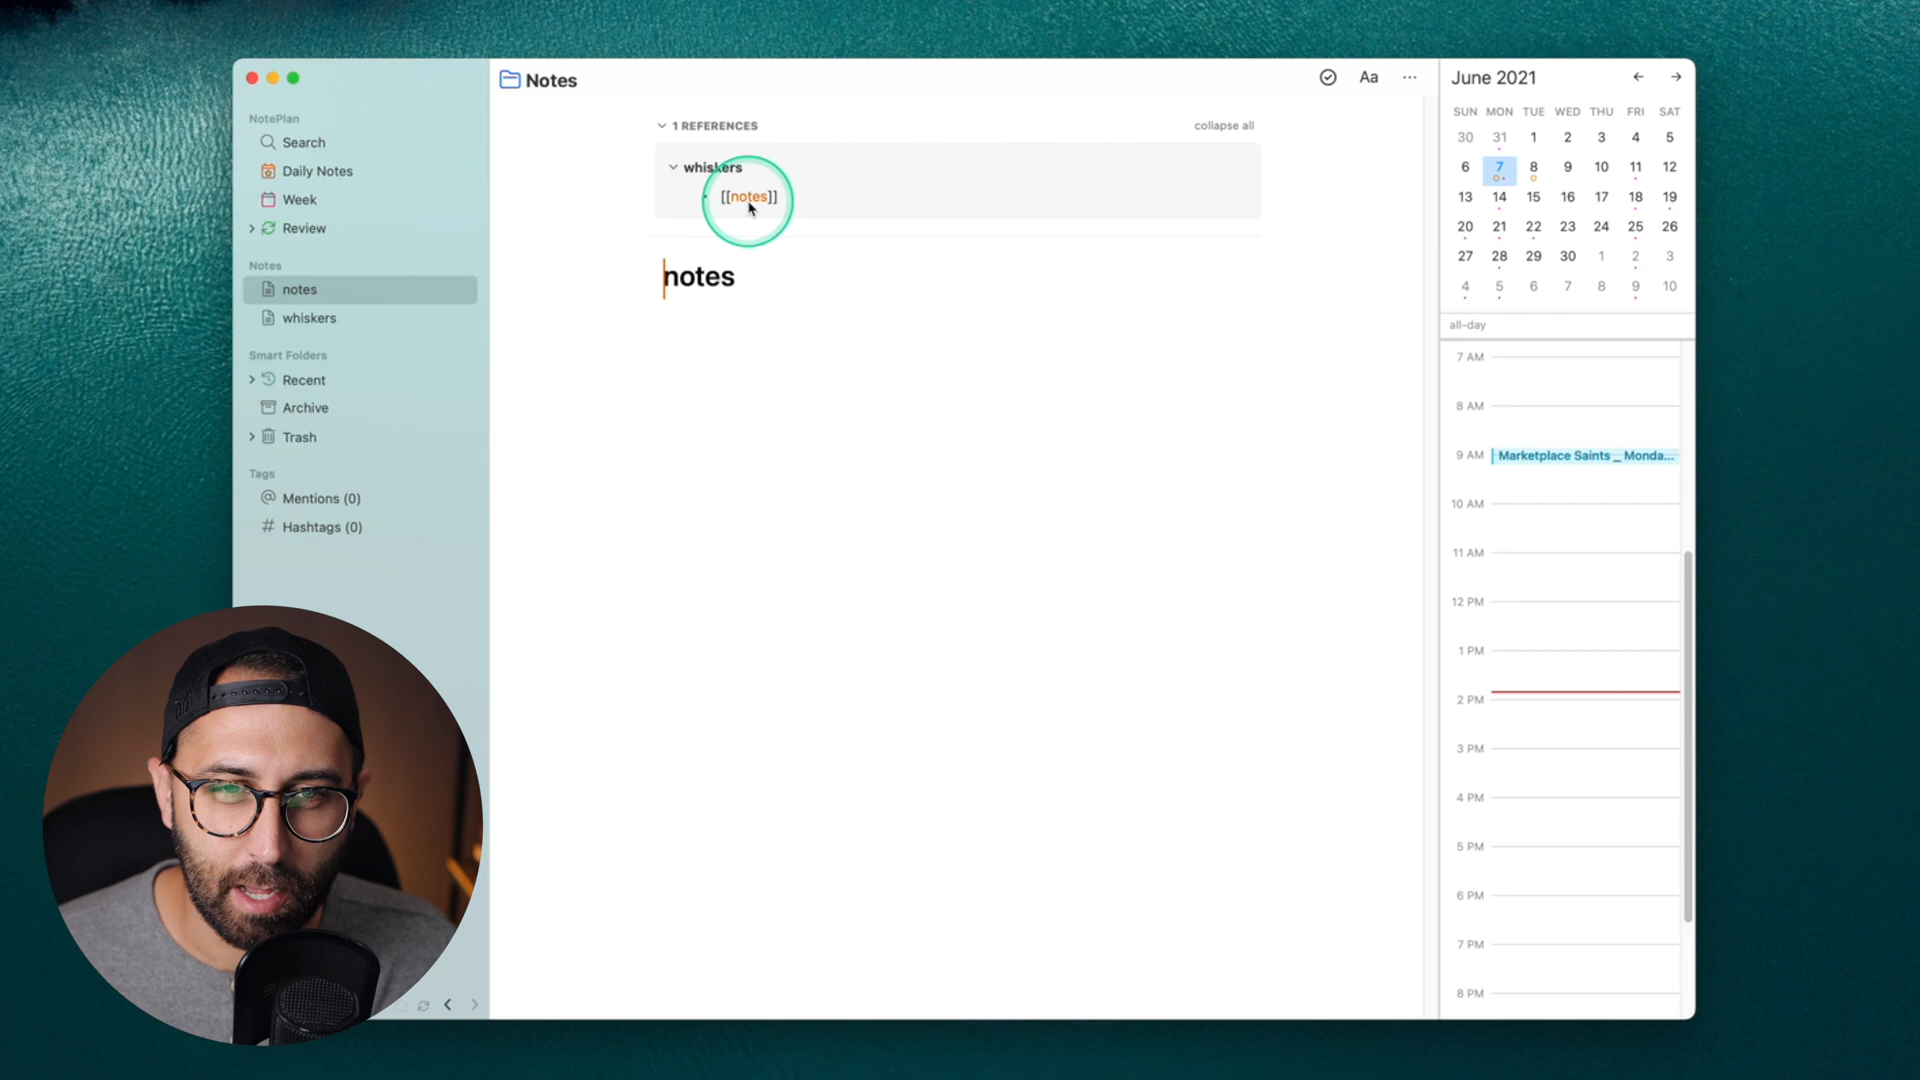 NotePlan
Search
Daily Notes
Week
Review
Notes
notes
whiskers
Smart Folders
Recent
Archive
Trash
Tags
@ Mentions (0)
# Hashtags (0)
Notes
Aa
1 REFERENCES
collapse all
whiskers
[[notes]]
notes
June 2021
SUN MON TUE WED THU FRI SAT
30 31 1 2 3 4 5
6 7 8 9 10 11 12
13 14 15 16 17 18 19
20 21 22 23 24 25 26
27 28 29 30 1 2 3
4 5 6 7 8 9 10
all-day
7 AM
8 AM
9 AM Marketplace Saints _ Monda...
10 AM
11 AM
12 PM
1 PM
2 PM
3 PM
4 PM
5 PM
6 PM
7 PM
8 PM